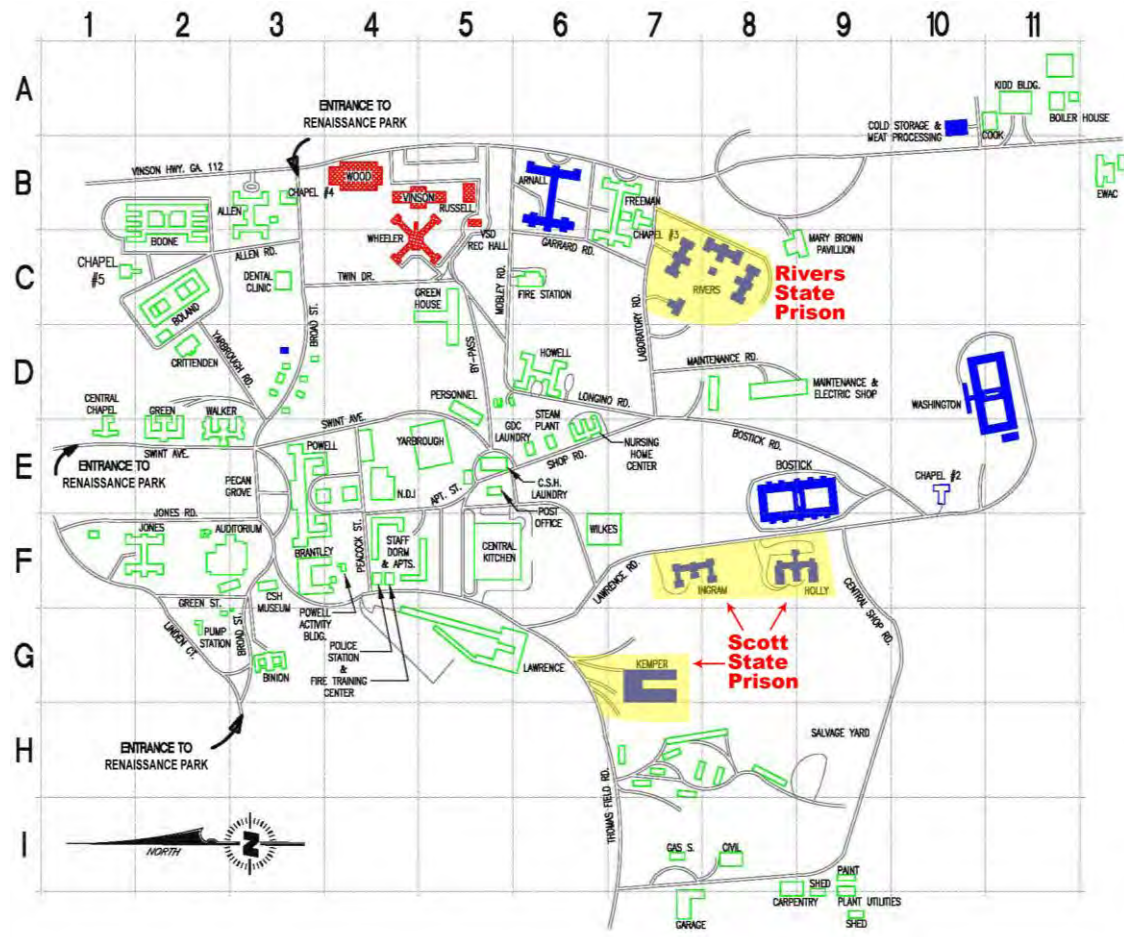 1 2 3 4 5 6 7 8 9 10 11
A
B
C
D
E
F
G
H
I
ENTRANCE TO
RENAISSANCE PARK
KIDD BLDG.
BOILER HOUSE
COLD STORAGE &
MEAT PROCESSING
COOK
VINSON HWY. GA. 112
CHAPEL
#4
WOOD
VINSON
RUSSELL
ARNALL
FREEMAN
EWAC
ALLEN
BOONE
WHEELER
VSD
REC HALL
GARRARD RD.
CHAPEL #3
MARY BROWN
PAVILLION
ALLEN RD.
CHAPEL
#5
DENTAL
CLINIC
TWIN DR.
GREEN
HOUSE
MOBLEY RD.
FIRE STATION
LABORATORY RD.
RIVERS
Rivers
State
Prison
BOLAND
YARBROUGH RD.
BROAD ST.
BY-PASS
CRITTENDEN
HOWELL
MAINTENANCE RD.
MAINTENANCE &
ELECTRIC SHOP
WASHINGTON
CENTRAL
CHAPEL
GREEN
WALKER
PERSONNEL
LONGINO RD.
SWINT AVE.
GDC
LAUNDRY
STEAM
PLANT
NURSING
HOME
CENTER
BOSTICK RD.
SWINT AVE.
ENTRANCE TO
RENAISSANCE PARK
POWELL
YARBROUGH
SHOP RD.
BOSTICK
CHAPEL #2
PECAN
GROVE
N.D.I
APT. ST.
C.S.H.
LAUNDRY
POST
OFFICE
JONES RD.
JONES
AUDITORIUM
BRANTLEY
PEACOCK ST.
STAFF
DORM
& APTS.
CENTRAL
KITCHEN
WILKES
LAWRENCE RD.
INGRAM
HOLLY
CENTRAL SHOP RD.
GREEN ST.
CSH
MUSEUM
POWELL
ACTIVITY
BLDG.
LINDEN CT.
PUMP
STATION
BROAD ST.
BINION
POLICE
STATION
&
FIRE TRAINING
CENTER
LAWRENCE
KEMPER
Scott
State
Prison
ENTRANCE TO
RENAISSANCE PARK
SALVAGE YARD
THOMAS FIELD RD.
NORTH
N
GAS S.
CIVIL
PAINT
SHED
CARPENTRY
PLANT UTILITIES
GARAGE
SHED